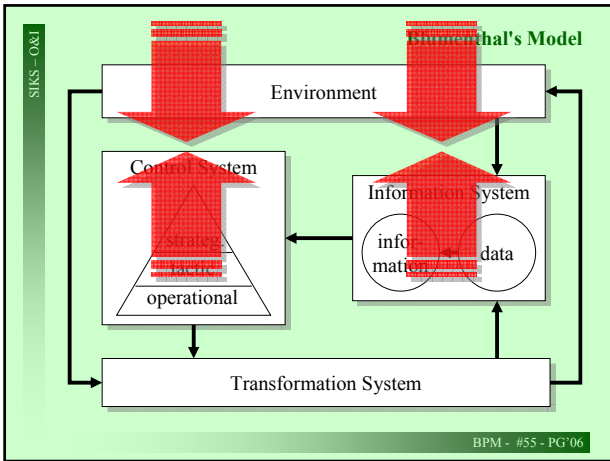 SIKS – O&I
Blumenthal's Model
Environment
Control System
strateg.
tactic
operational
Information System
infor-
mation
data
Transformation System
BPM - #55 - PG'06